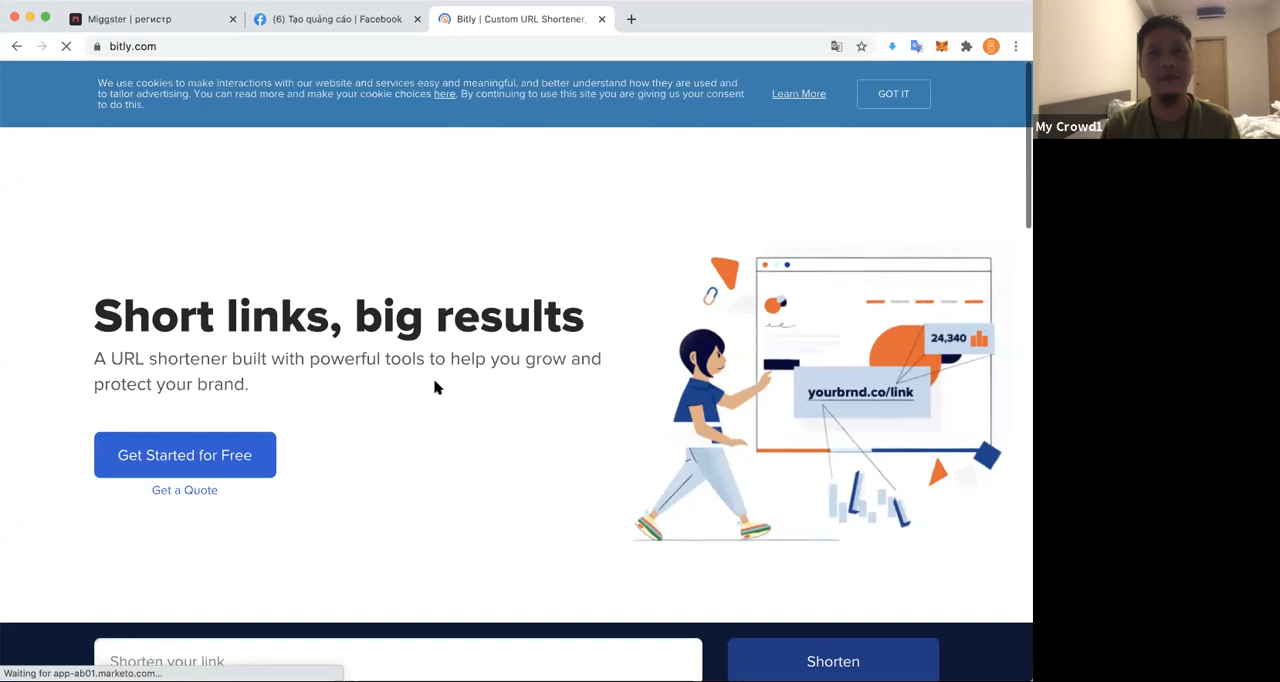 Miggster | регистр
(6) Tạo quảng cáo | Facebook
Bitly | Custom URL Shortener,
bitly.com
We use cookies to make interactions with our website and services easy and meaningful, and better understand how they are used and
to tailor advertising. You can read more and make your cookie choices here. By continuing to use this site you are giving us your consent
to do this.
Learn More
GOT IT
My Crowd1
Short links, big results
A URL shortener built with powerful tools to help you grow and
protect your brand.
24,340
yourbrnd.co/link
Get Started for Free
Get a Quote
Shorten your link
Shorten
Waiting for app-ab01.marketo.com...